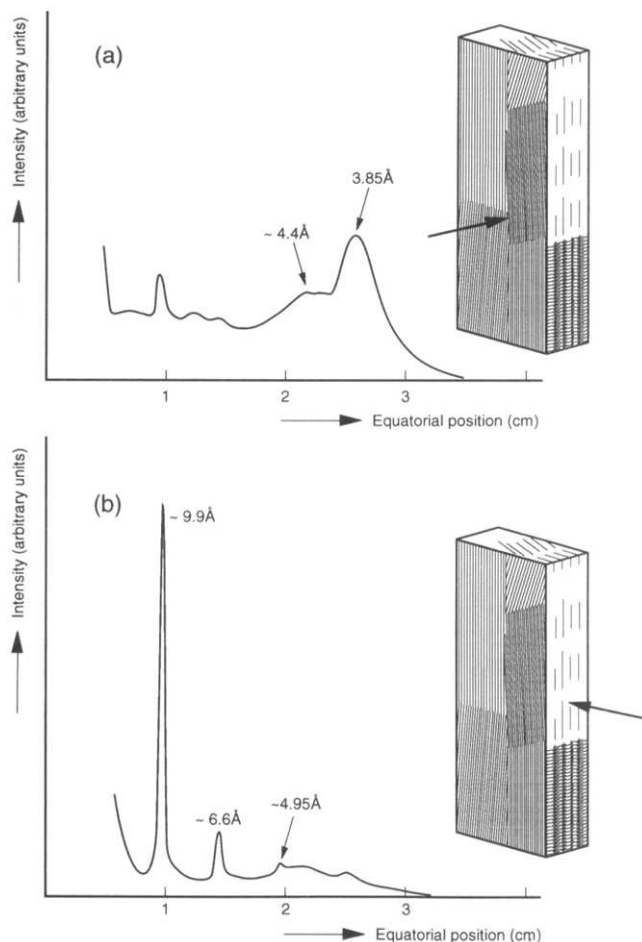 (a)
Intensity (arbitrary units)
3.85Å
~ 4.4Å
1 2 3
Equatorial position (cm)
(b)
Intensity (arbitrary units)
~ 9.9Å
~ 6.6Å
~4.95Å
1 2 3
Equatorial position (cm)